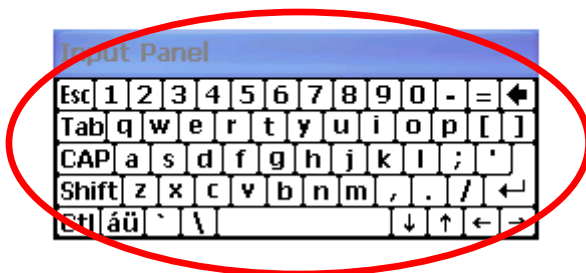 Input Panel
Esc 1 2 3 4 5 6 7 8 9 0 - = 🡸
Tab q w e r t y u i o p [ ]
CAP a s d f g h j k l ; '
Shift z x c v b n m , . / ↵
Ctl áü ` \ ↓ ↑ ← →